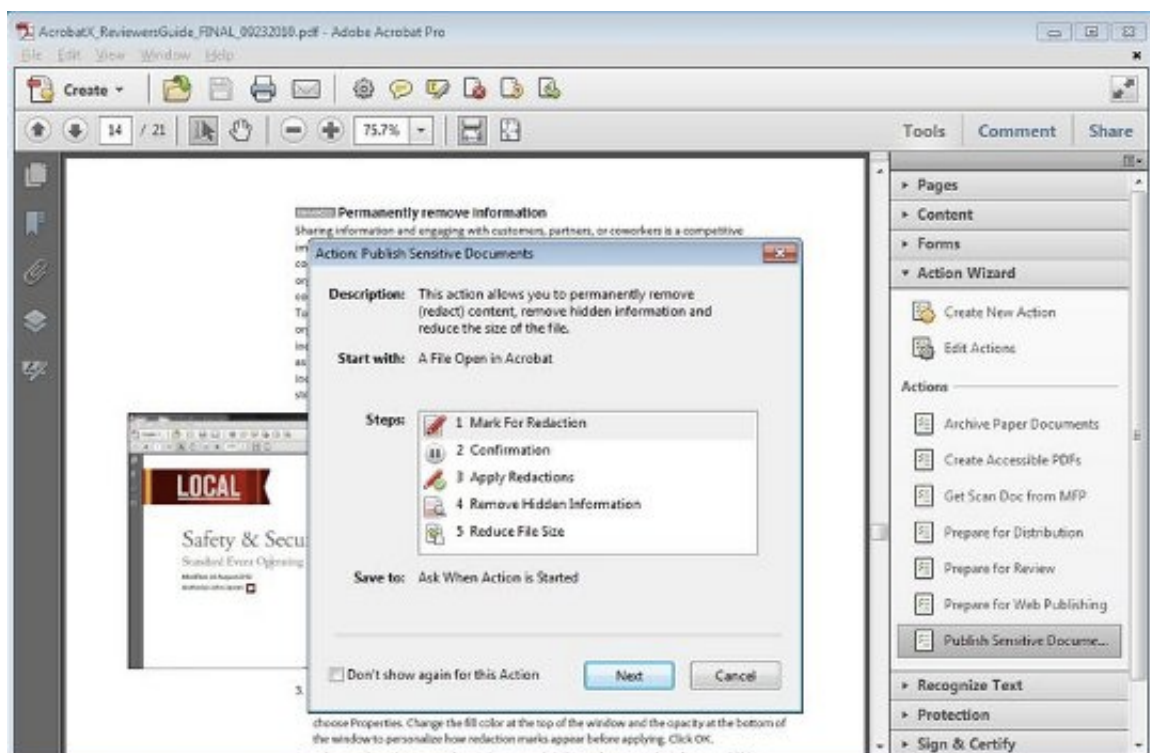 AcrobatX_ReviewersGuide_FINAL_09232010.pdf - Adobe Acrobat Pro
File Edit View Window Help
Create
14 / 21 75.7% Tools Comment Share
Permanently remove information
Sharing information and engaging with customers, partners, or coworkers is a competitive
Action: Publish Sensitive Documents
Description: This action allows you to permanently remove
(redact) content, remove hidden information and
reduce the size of the file.
Start with: A File Open in Acrobat
Steps:
1 Mark For Redaction
2 Confirmation
3 Apply Redactions
4 Remove Hidden Information
5 Reduce File Size
Save to: Ask When Action is Started
Don't show again for this Action Next Cancel
LOCAL
Safety & Secu
Standard Event Operating
3.
choose Properties. Change the fill color at the top of the window and the opacity at the bottom of
the window to personalize how redaction marks appear before applying. Click OK.
Pages
Content
Forms
Action Wizard
Create New Action
Edit Actions
Actions
Archive Paper Documents
Create Accessible PDFs
Get Scan Doc from MFP
Prepare for Distribution
Prepare for Review
Prepare for Web Publishing
Publish Sensitive Docume...
Recognize Text
Protection
Sign & Certify